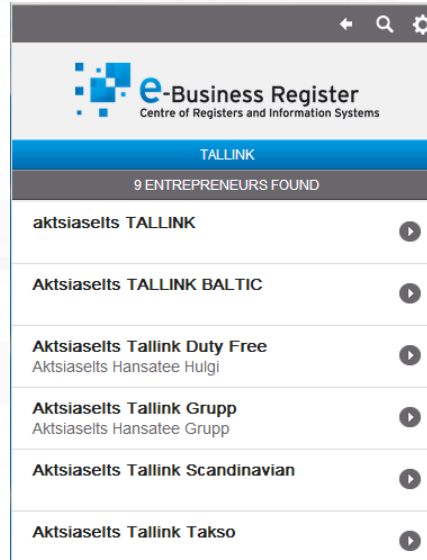 e-Business Register
Centre of Registers and Information Systems
TALLINK
9 ENTREPRENEURS FOUND
aktsiaselts TALLINK
Aktsiaselts TALLINK BALTIC
Aktsiaselts Tallink Duty Free
Aktsiaselts Hansatee Hulgi
Aktsiaselts Tallink Grupp
Aktsiaselts Hansatee Grupp
Aktsiaselts Tallink Scandinavian
Aktsiaselts Tallink Takso